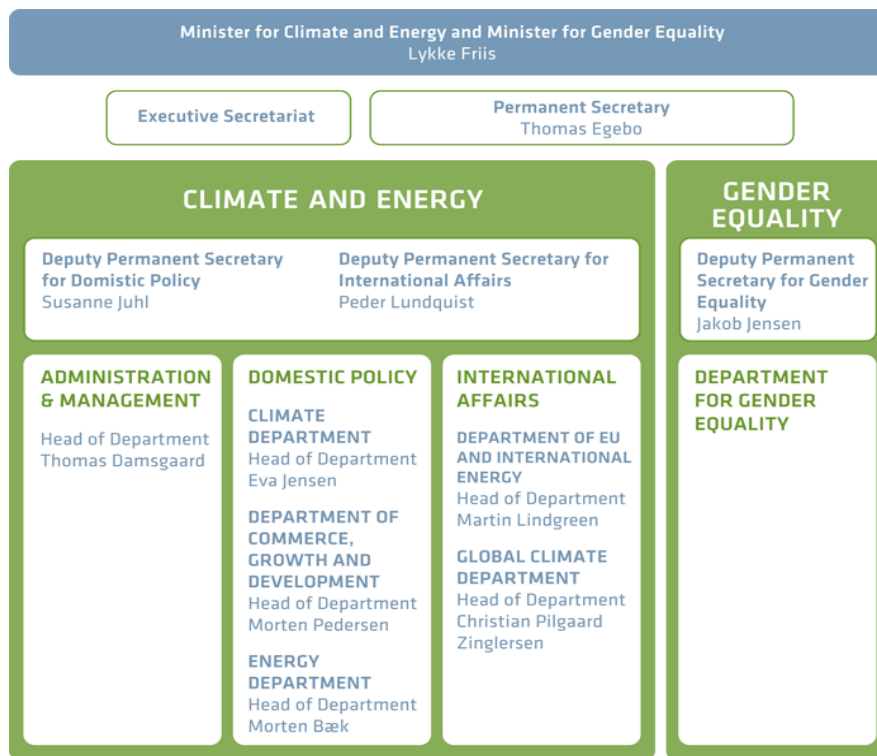 Minister for Climate and Energy and Minister for Gender Equality
Lykke Friis
Executive Secretariat
Permanent Secretary
Thomas Egebo
CLIMATE AND ENERGY
Deputy Permanent Secretary
for Domistic Policy
Susanne Juhl
Deputy Permanent Secretary for
International Affairs
Peder Lundquist
ADMINISTRATION
& MANAGEMENT
Head of Department
Thomas Damsgaard
DOMESTIC POLICY
CLIMATE
DEPARTMENT
Head of Department
Eva Jensen
DEPARTMENT OF
COMMERCE,
GROWTH AND
DEVELOPMENT
Head of Department
Morten Pedersen
ENERGY
DEPARTMENT
Head of Department
Morten Bæk
INTERNATIONAL
AFFAIRS
DEPARTMENT OF EU
AND INTERNATIONAL
ENERGY
Head of Department
Martin Lindgreen
GLOBAL CLIMATE
DEPARTMENT
Head of Department
Christian Pilgaard
Zinglersen
GENDER
EQUALITY
Deputy Permanent
Secretary for Gender
Equality
Jakob Jensen
DEPARTMENT
FOR GENDER
EQUALITY